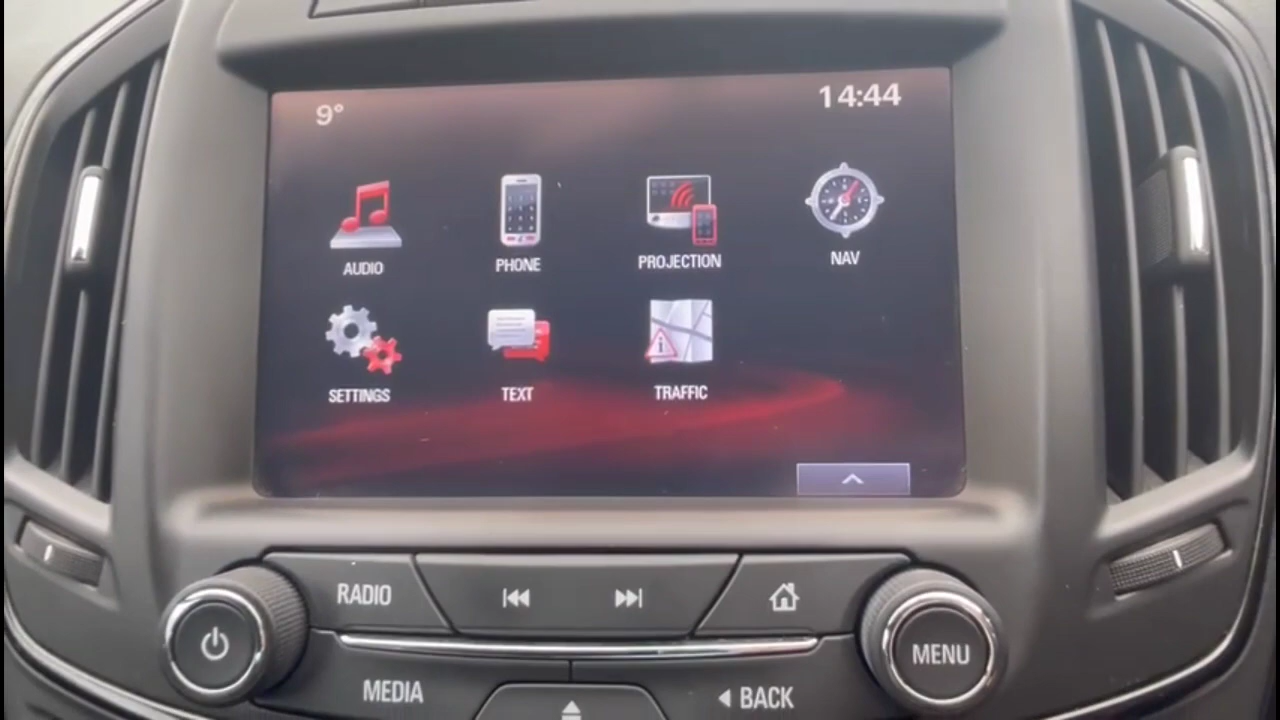 9° 14:44
AUDIO PHONE PROJECTION NAV
SETTINGS TEXT TRAFFIC
RADIO
MENU
MEDIA BACK